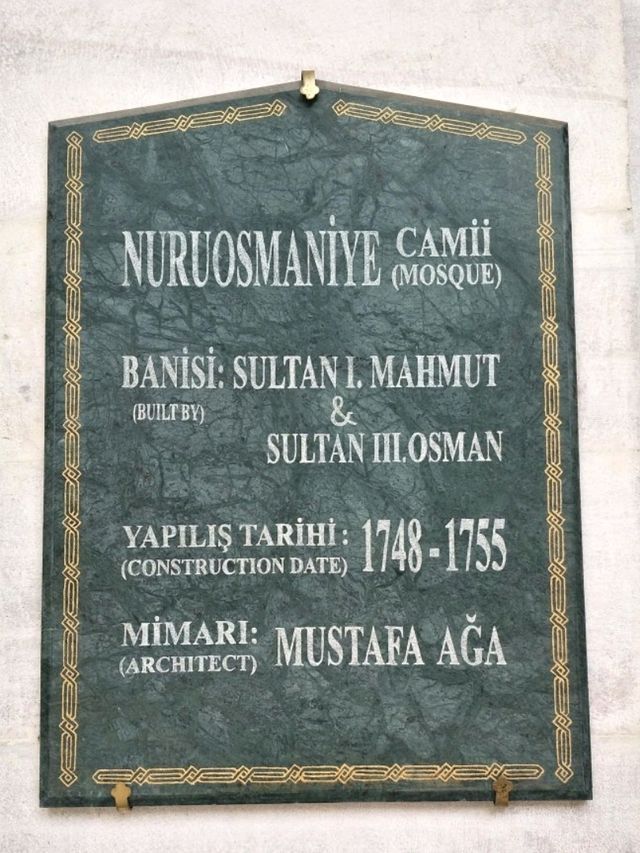 NURUOSMANİYE CAMİİ
(MOSQUE)
BANİSİ: SULTAN I. MAHMUT
(BUILT BY)
&
SULTAN III.OSMAN
YAPILIŞ TARİHİ: 1748-1755
(CONSTRUCTION DATE)
MİMARI: MUSTAFA AĞA
(ARCHITECT)